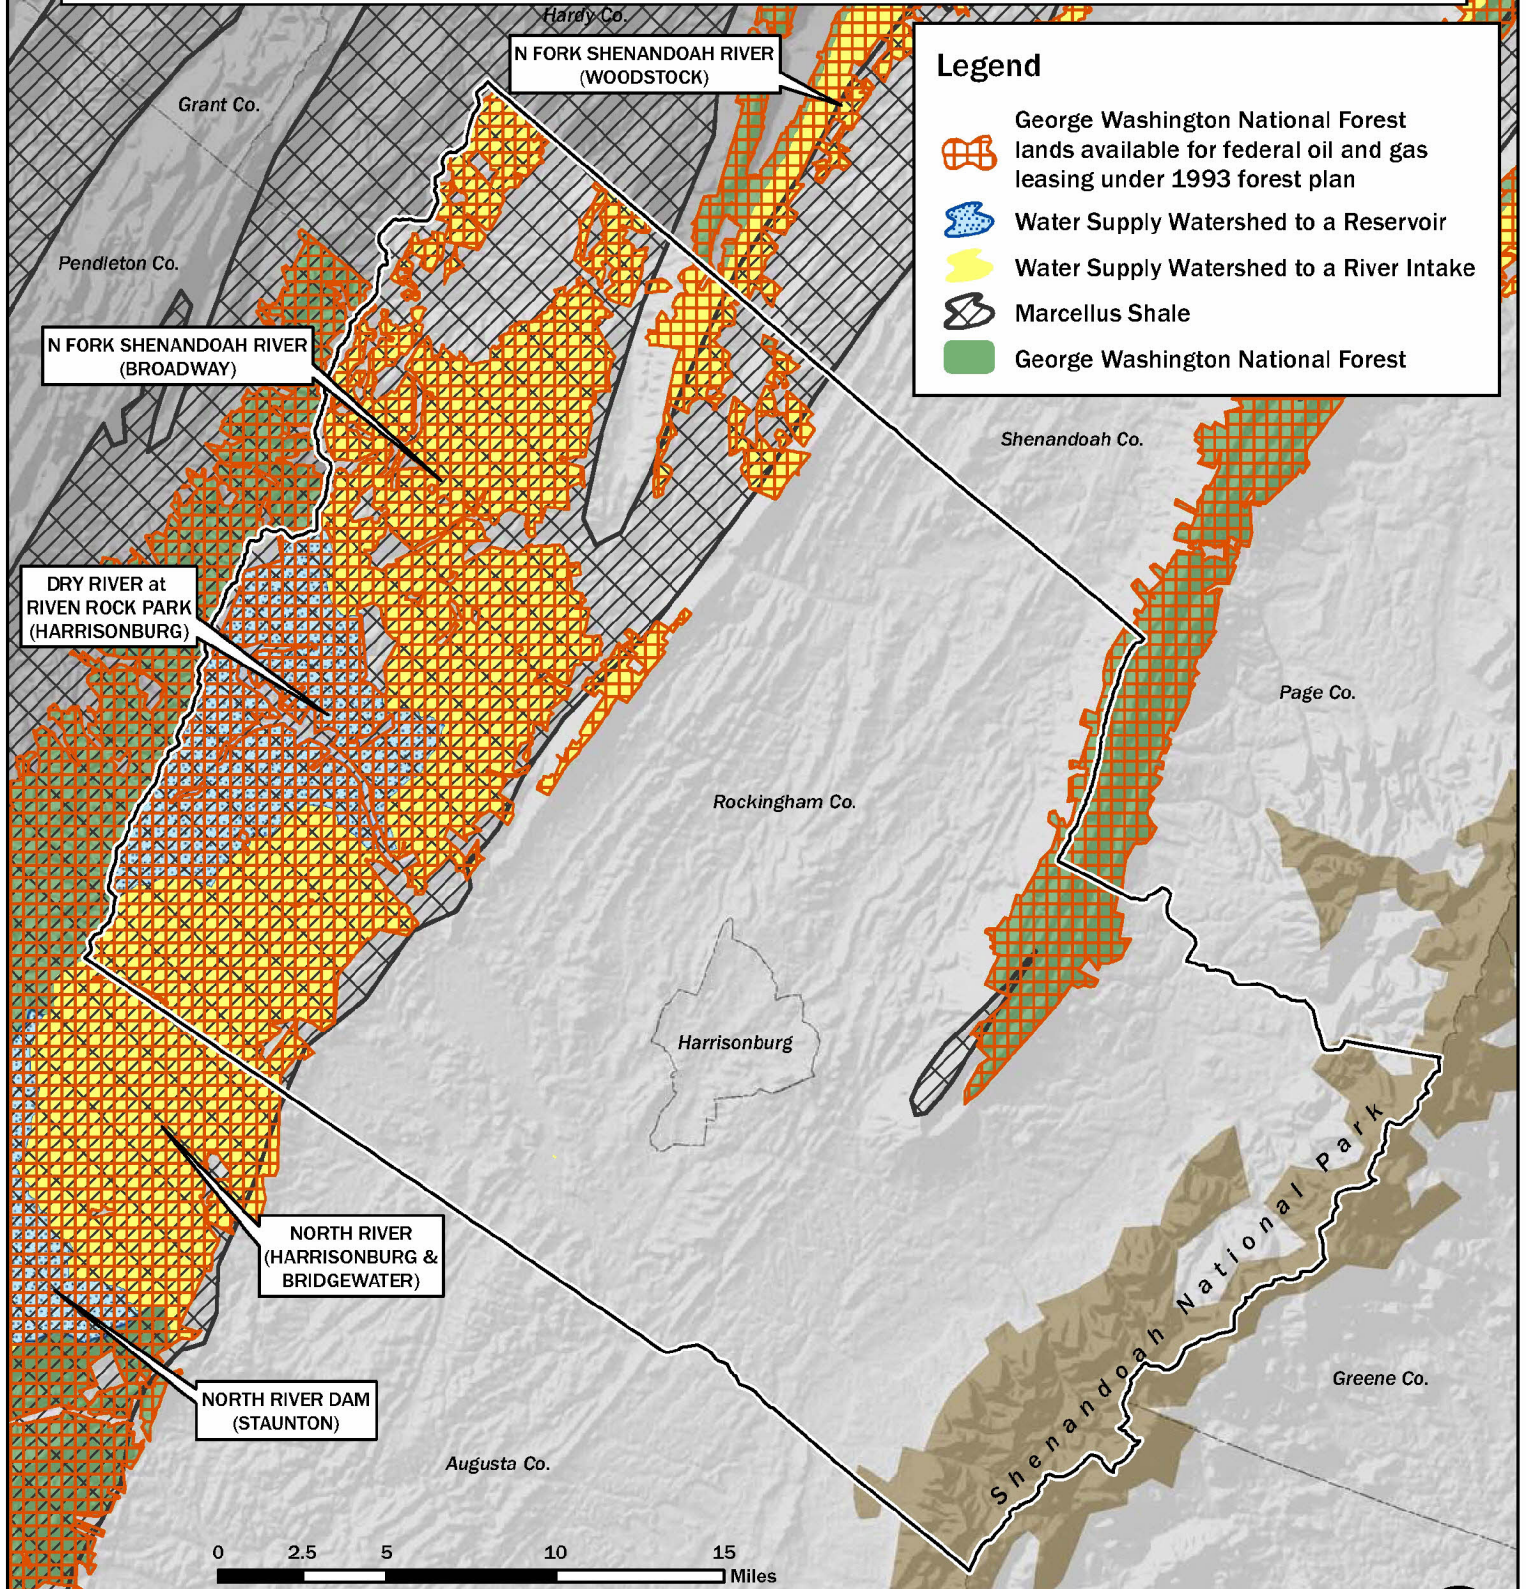 Hardy Co.
N FORK SHENANDOAH RIVER
(WOODSTOCK)
Grant Co.
Legend
George Washington National Forest
lands available for federal oil and gas
leasing under 1993 forest plan
Water Supply Watershed to a Reservoir
Water Supply Watershed to a River Intake
Marcellus Shale
George Washington National Forest
Pendleton Co.
N FORK SHENANDOAH RIVER
(BROADWAY)
Shenandoah Co.
DRY RIVER at
RIVEN ROCK PARK
(HARRISONBURG)
Page Co.
Rockingham Co.
Harrisonburg
Shenandoah National Park
NORTH RIVER
(HARRISONBURG &
BRIDGEWATER)
NORTH RIVER DAM
(STAUNTON)
Greene Co.
Augusta Co.
0 2.5 5 10 15
Miles